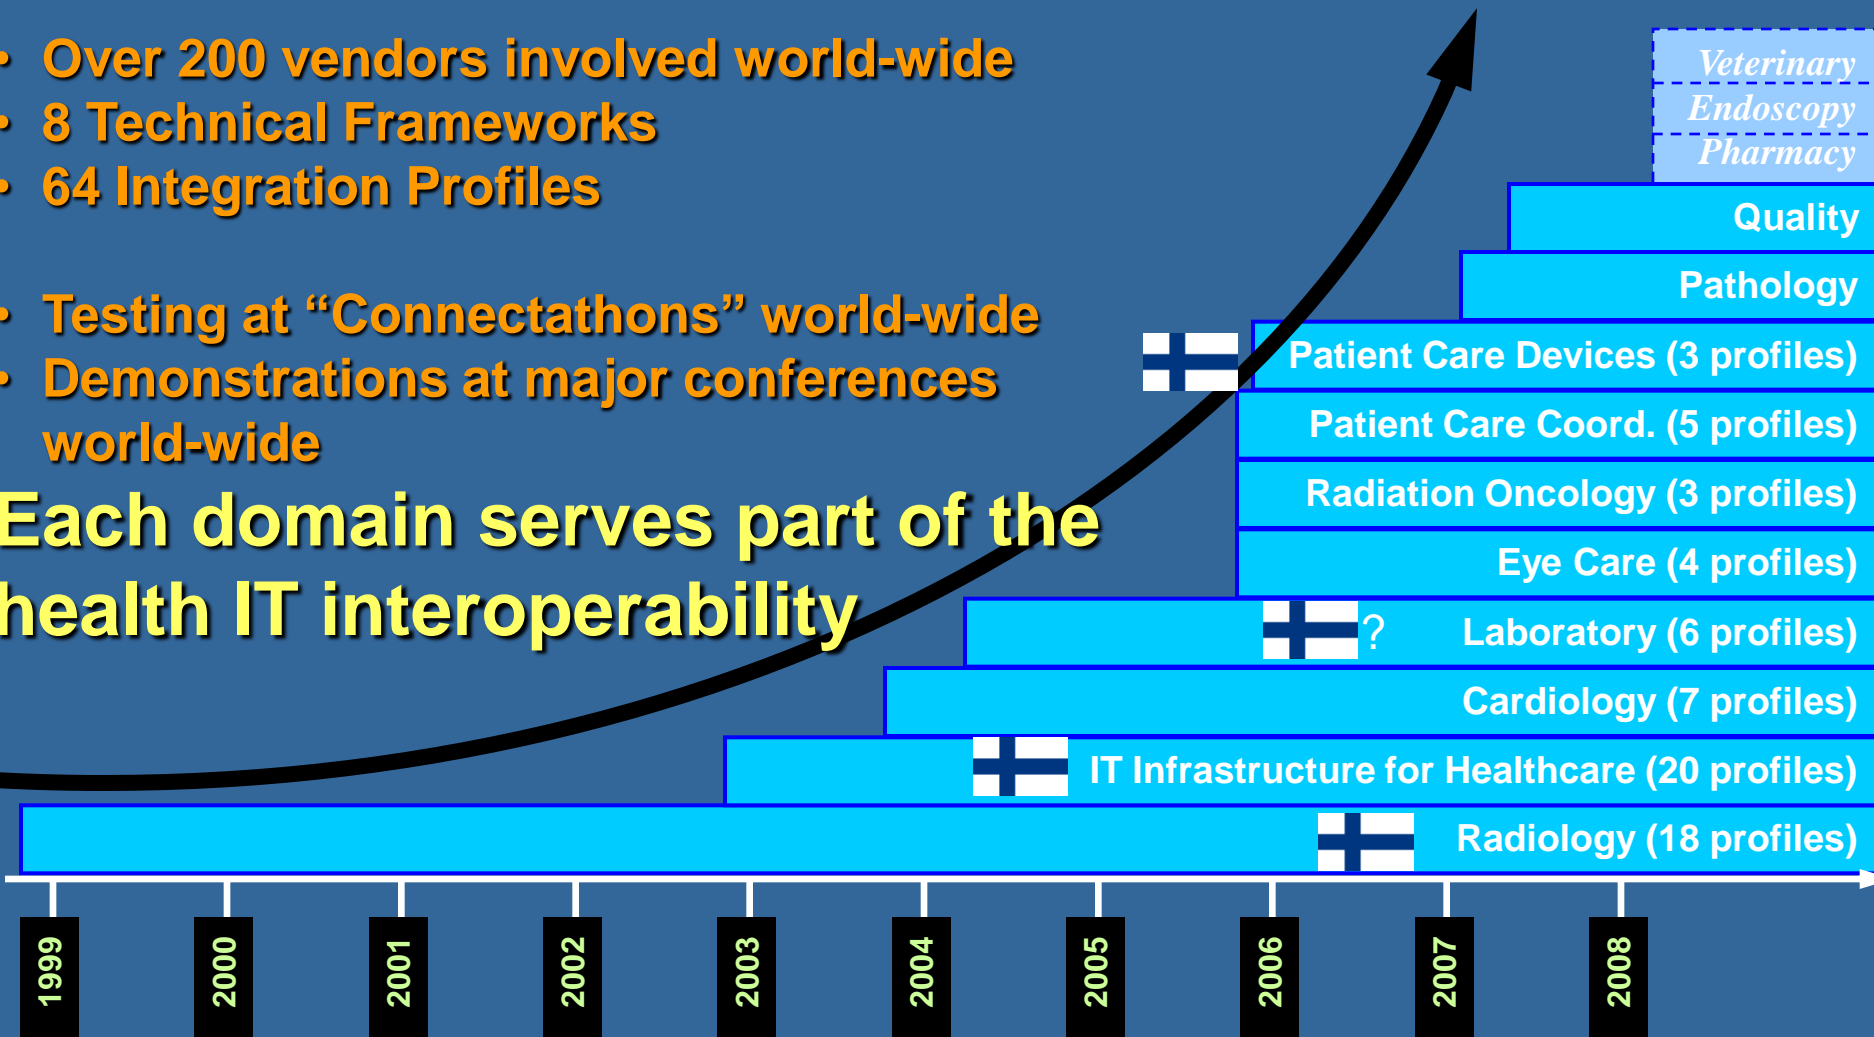 • Over 200 vendors involved world-wide
• 8 Technical Frameworks
• 64 Integration Profiles
• Testing at “Connectathons” world-wide
• Demonstrations at major conferences
world-wide
Each domain serves part of the
health IT interoperability
Veterinary
Endoscopy
Pharmacy
Quality
Pathology
Patient Care Devices (3 profiles)
Patient Care Coord. (5 profiles)
Radiation Oncology (3 profiles)
Eye Care (4 profiles)
? Laboratory (6 profiles)
Cardiology (7 profiles)
IT Infrastructure for Healthcare (20 profiles)
Radiology (18 profiles)
1999 2000 2001 2002 2003 2004 2005 2006 2007 2008